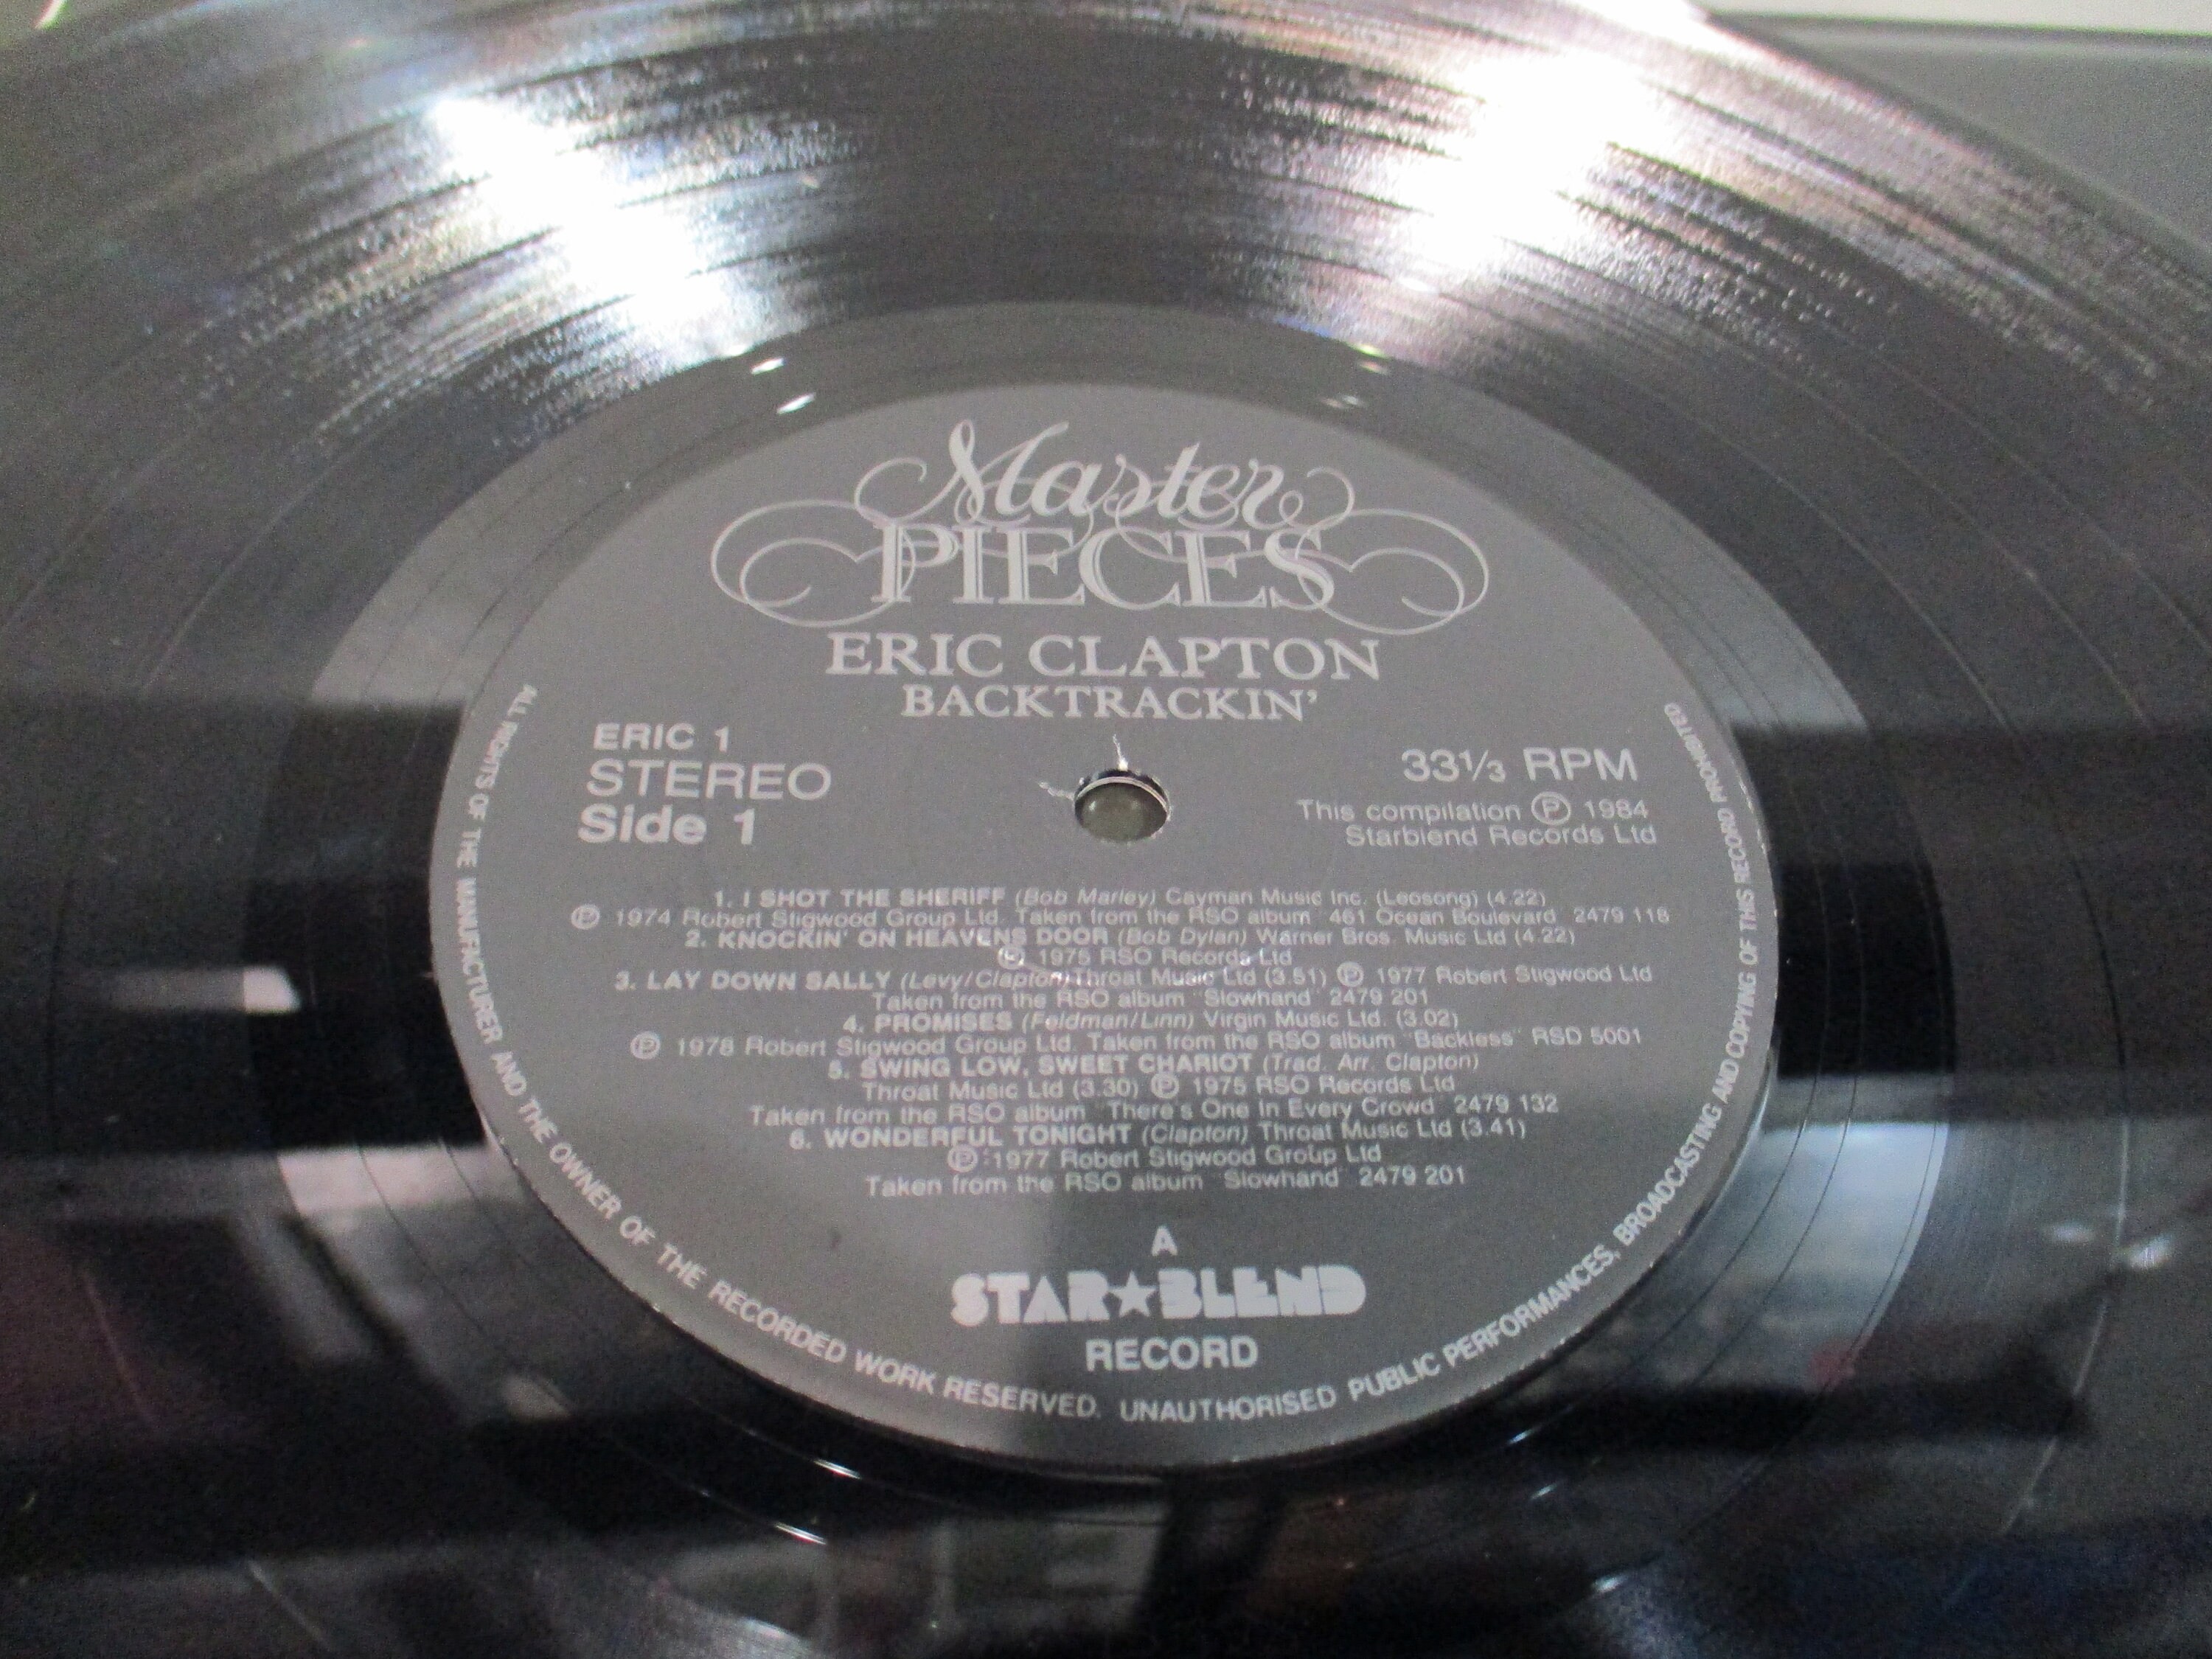 Master
PIECES
ERIC CLAPTON
BACKTRACKIN'
ERIC 1
STEREO
Side 1
33⅓ RPM
This compilation Ⓟ 1984
Starblend Records Ltd
1. I SHOT THE SHERIFF (Bob Marley) Cayman Music Inc. (Leosong) (4.22)
Ⓟ 1974 Robert Stigwood Group Ltd. Taken from the RSO album "461 Ocean Boulevard" 2479 118
2. KNOCKIN' ON HEAVENS DOOR (Bob Dylan) Warner Bros. Music Ltd (4.22)
Ⓟ 1975 RSO Records Ltd
3. LAY DOWN SALLY (Levy/Clapton) Throat Music Ltd (3.51) Ⓟ 1977 Robert Stigwood Ltd
Taken from the RSO album "Slowhand" 2479 201
4. PROMISES (Feldman/Linn) Virgin Music Ltd. (3.02)
Ⓟ 1978 Robert Stigwood Group Ltd. Taken from the RSO album "Backless" RSD 5001
5. SWING LOW, SWEET CHARIOT (Trad. Arr. Clapton)
Throat Music Ltd (3.30) Ⓟ 1975 RSO Records Ltd
Taken from the RSO album "There's One In Every Crowd" 2479 132
6. WONDERFUL TONIGHT (Clapton) Throat Music Ltd (3.41)
Ⓟ 1977 Robert Stigwood Group Ltd
Taken from the RSO album "Slowhand" 2479 201
A
STAR★BLEND
RECORD
ALL RIGHTS OF THE MANUFACTURER AND THE OWNER OF THE RECORDED WORK RESERVED. UNAUTHORISED PUBLIC PERFORMANCES, BROADCASTING AND COPYING OF THIS RECORD PROHIBITED